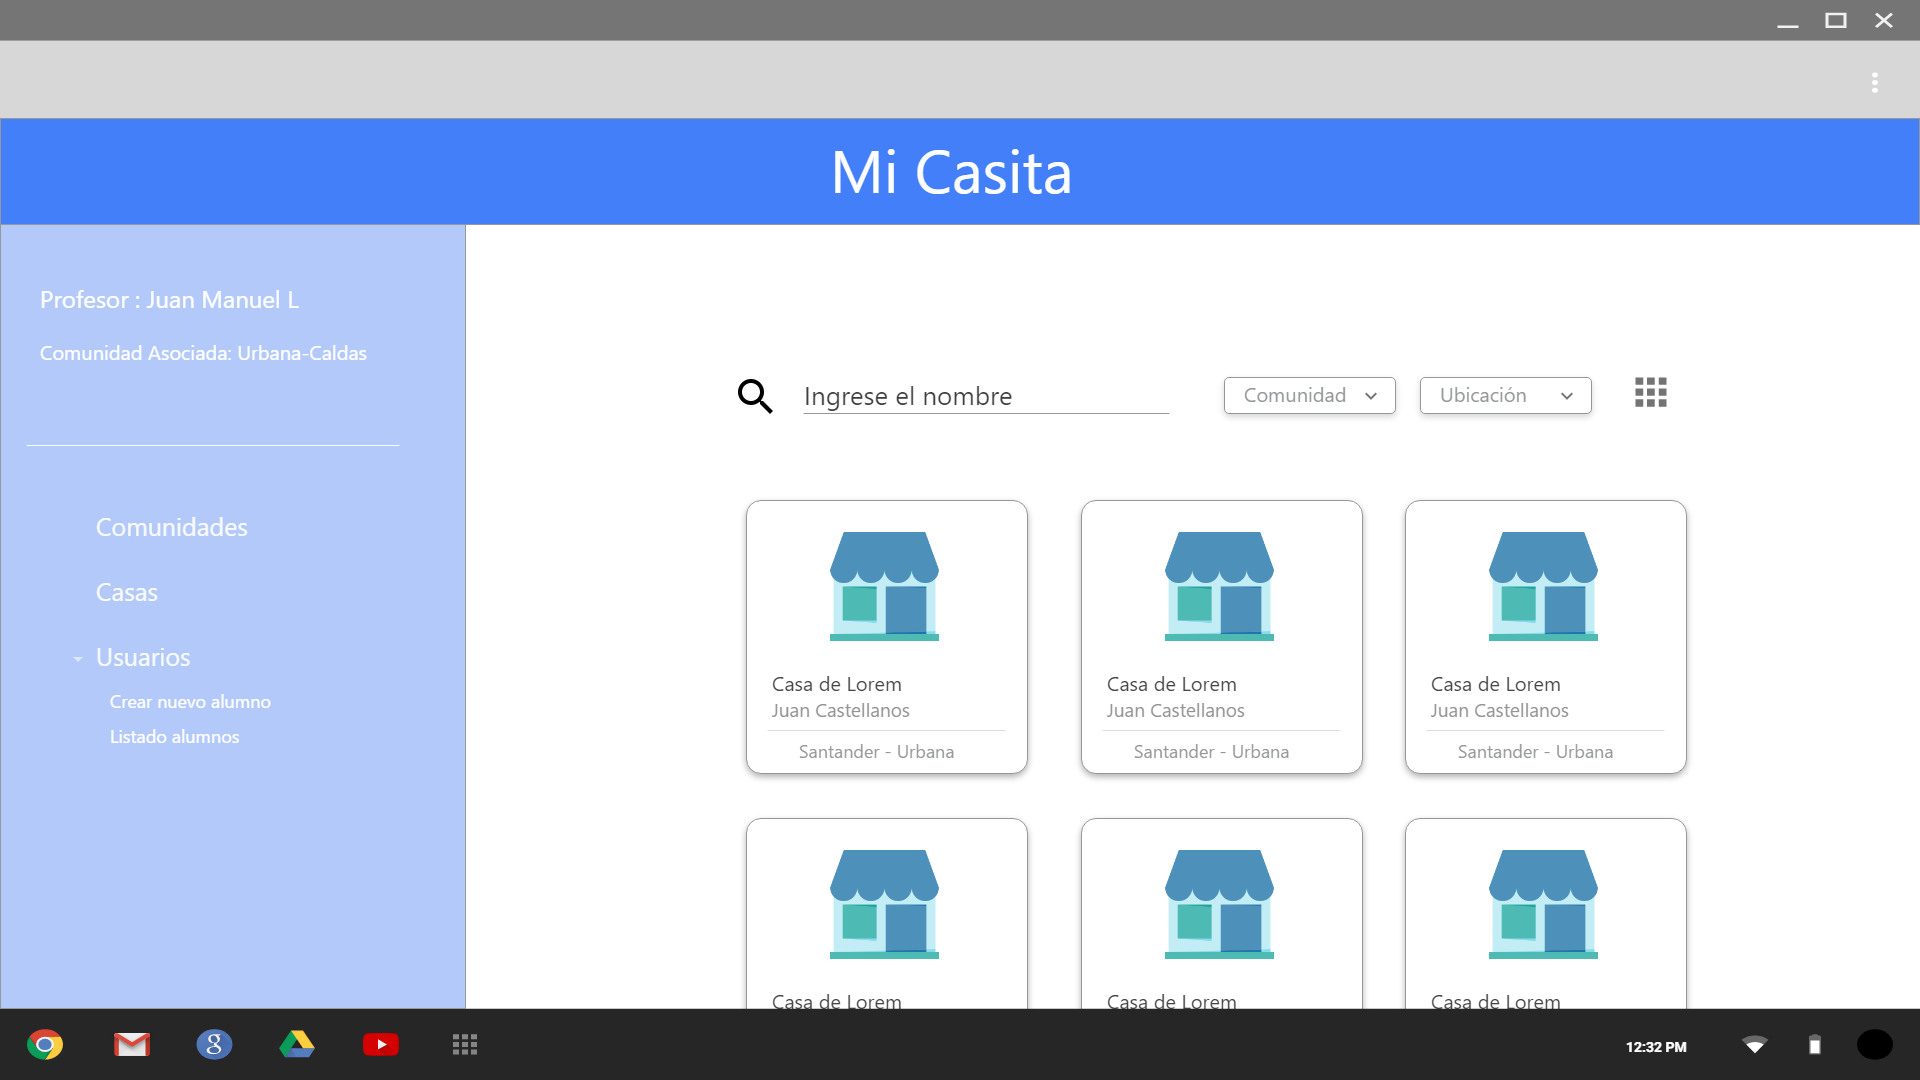 Mi Casita
Profesor : Juan Manuel L
Comunidad Asociada: Urbana-Caldas
Comunidades
Casas
Usuarios
Crear nuevo alumno
Listado alumnos
Ingrese el nombre
Comunidad
Ubicación
Casa de Lorem
Juan Castellanos
Santander - Urbana
Casa de Lorem
Juan Castellanos
Santander - Urbana
Casa de Lorem
Juan Castellanos
Santander - Urbana
Casa de Lorem
Casa de Lorem
Casa de Lorem
g
12:32 PM